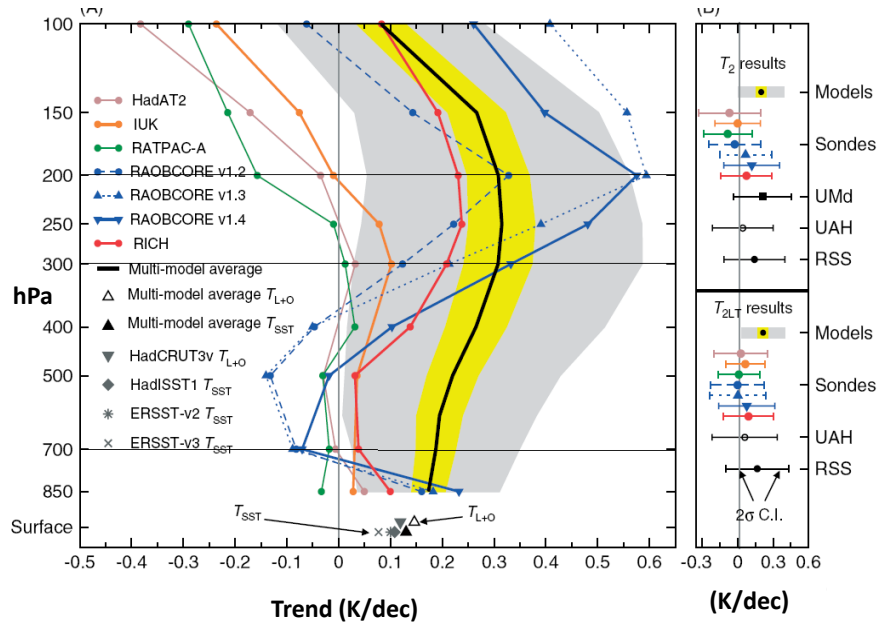 (A)
100
150
200
250
300
hPa
400
500
700
850
Surface
HadAT2
IUK
RATPAC-A
RAOBCORE v1.2
RAOBCORE v1.3
RAOBCORE v1.4
RICH
Multi-model average
Multi-model average T_L+O
Multi-model average T_SST
HadCRUT3v T_L+O
HadISST1 T_SST
ERSST-v2 T_SST
ERSST-v3 T_SST
T_SST
T_L+O
-0.5 -0.4 -0.3 -0.2 -0.1 0 0.1 0.2 0.3 0.4 0.5 0.6
Trend (K/dec)
(B)
T_2 results
Models
Sondes
UMd
UAH
RSS
T_2LT results
Models
Sondes
UAH
RSS
2σ C.I.
-0.3 0 0.3 0.6
(K/dec)